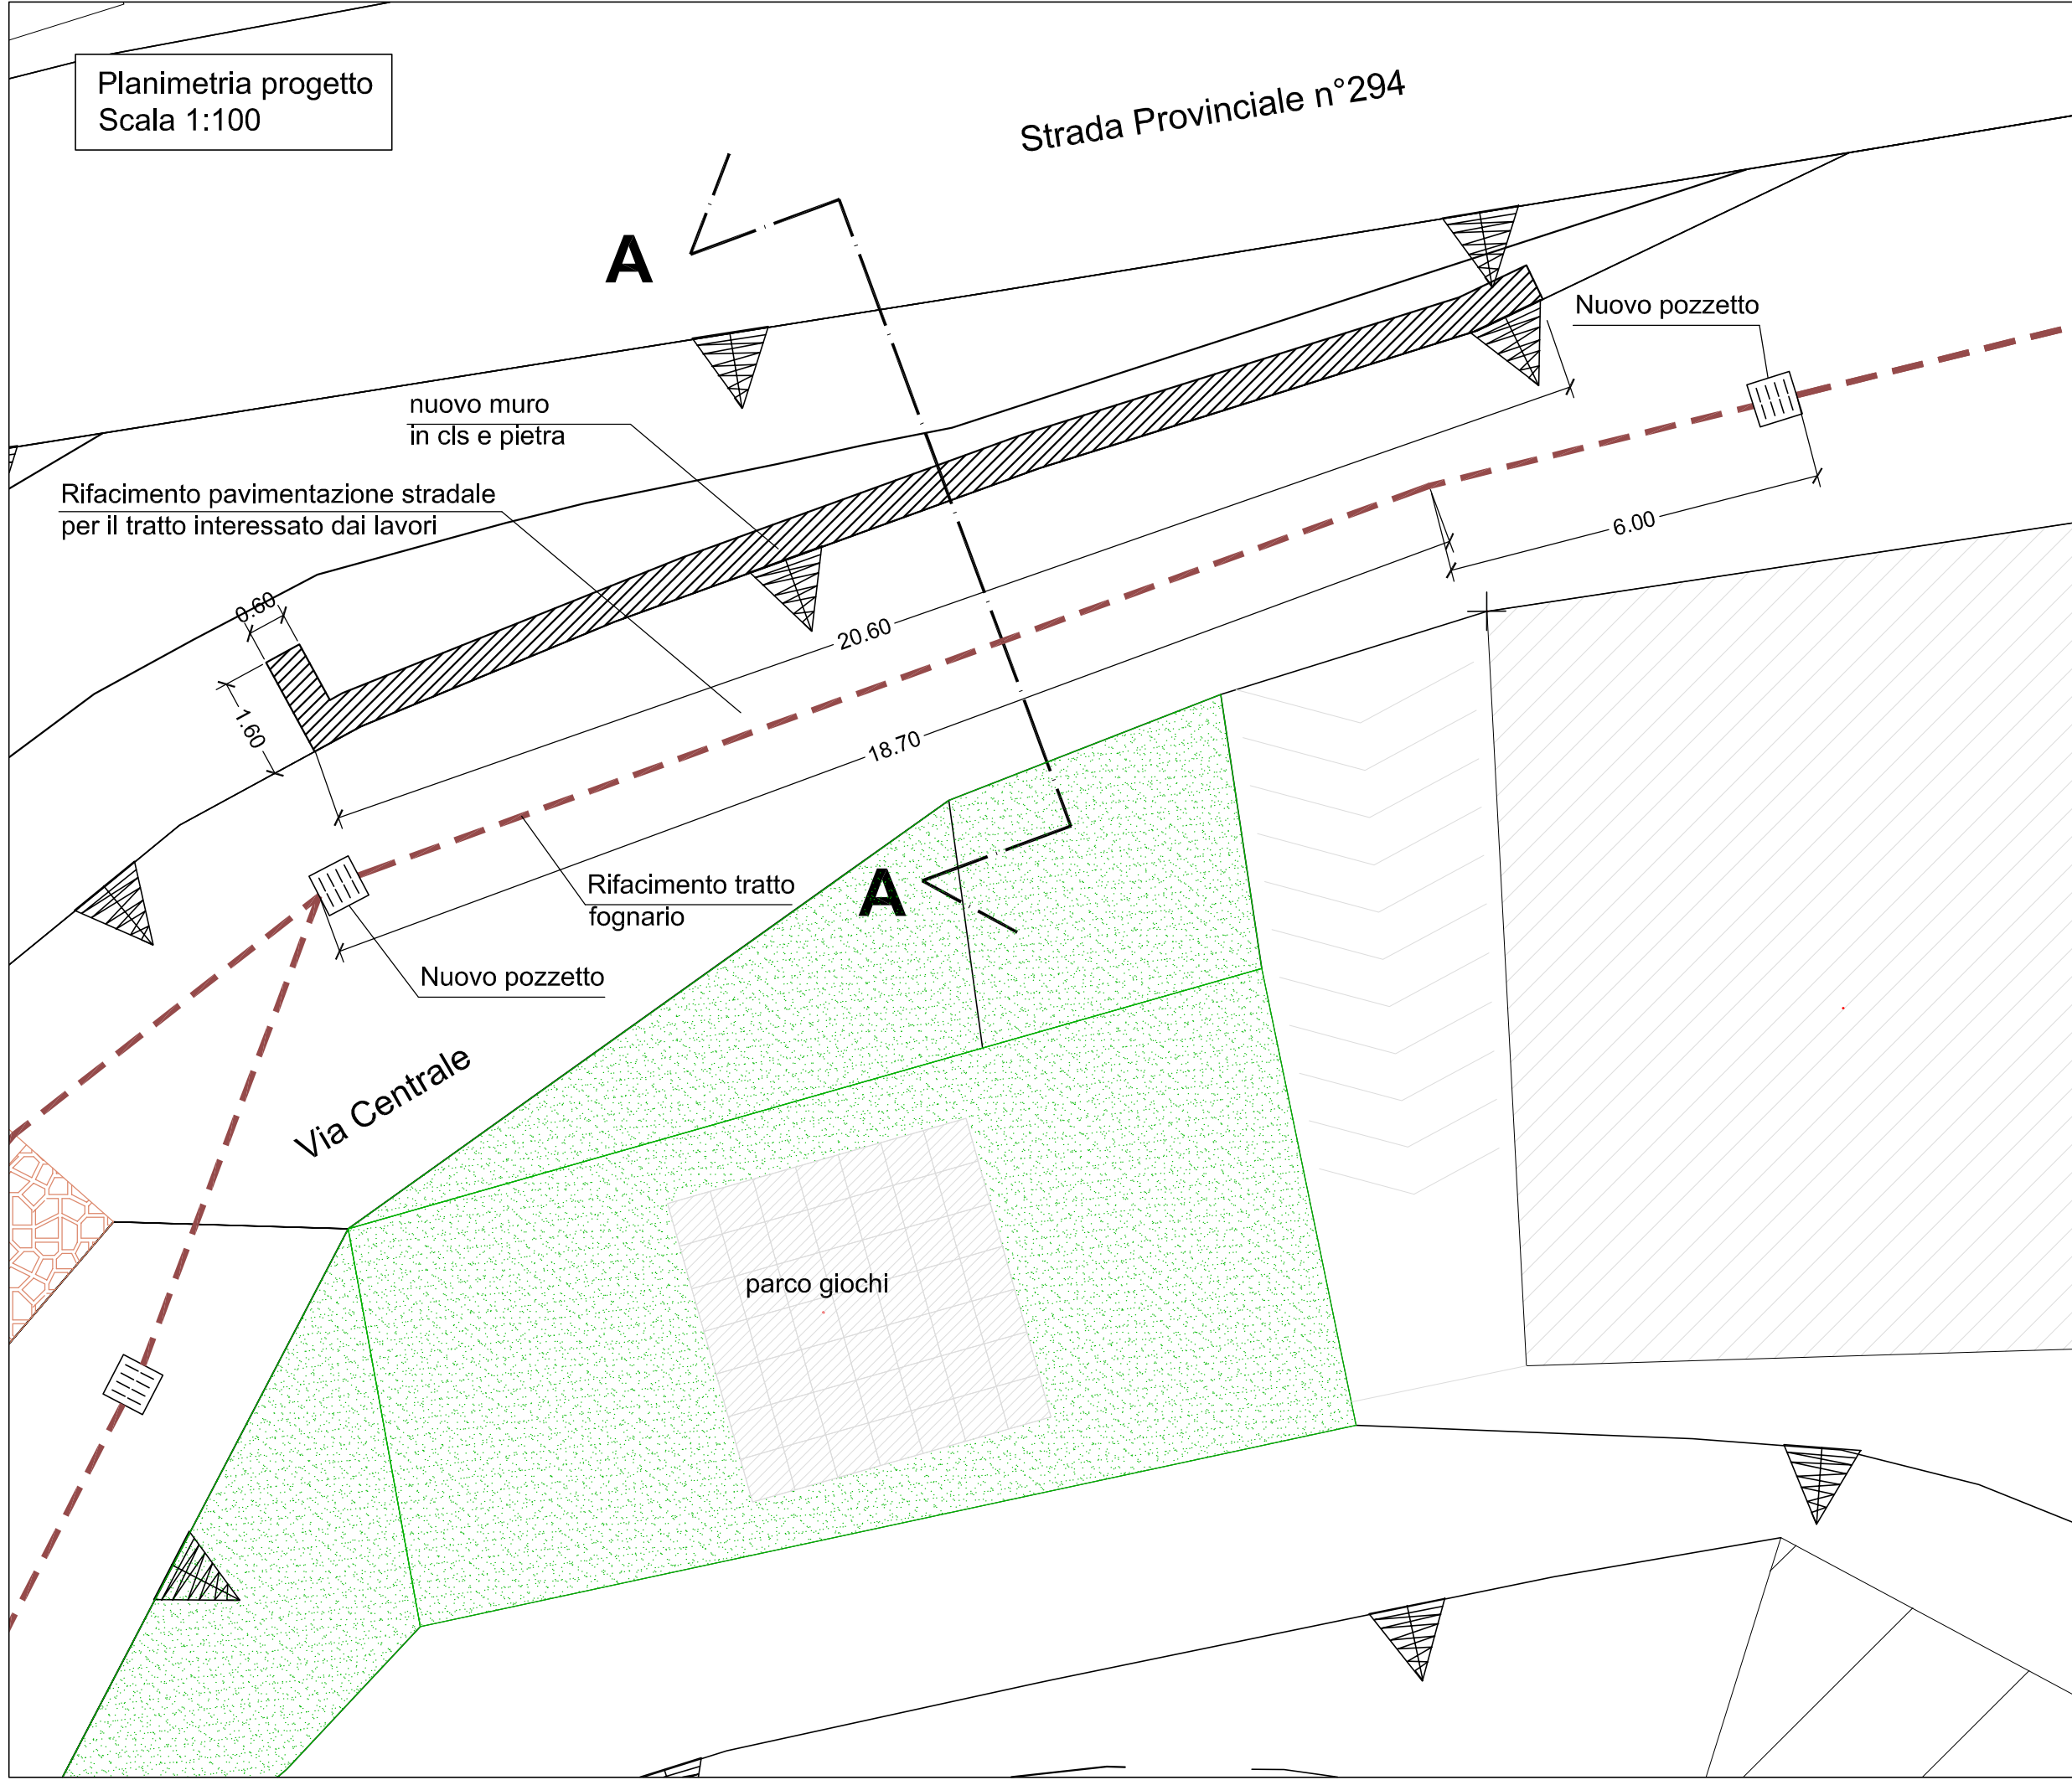 Planimetria progetto
Scala 1:100
Strada Provinciale n°294
A
Nuovo pozzetto
nuovo muro
in cls e pietra
Rifacimento pavimentazione stradale
per il tratto interessato dai lavori
6.00
0.60
20.60
1.60
18.70
Rifacimento tratto
fognario
A
Nuovo pozzetto
Via Centrale
parco giochi